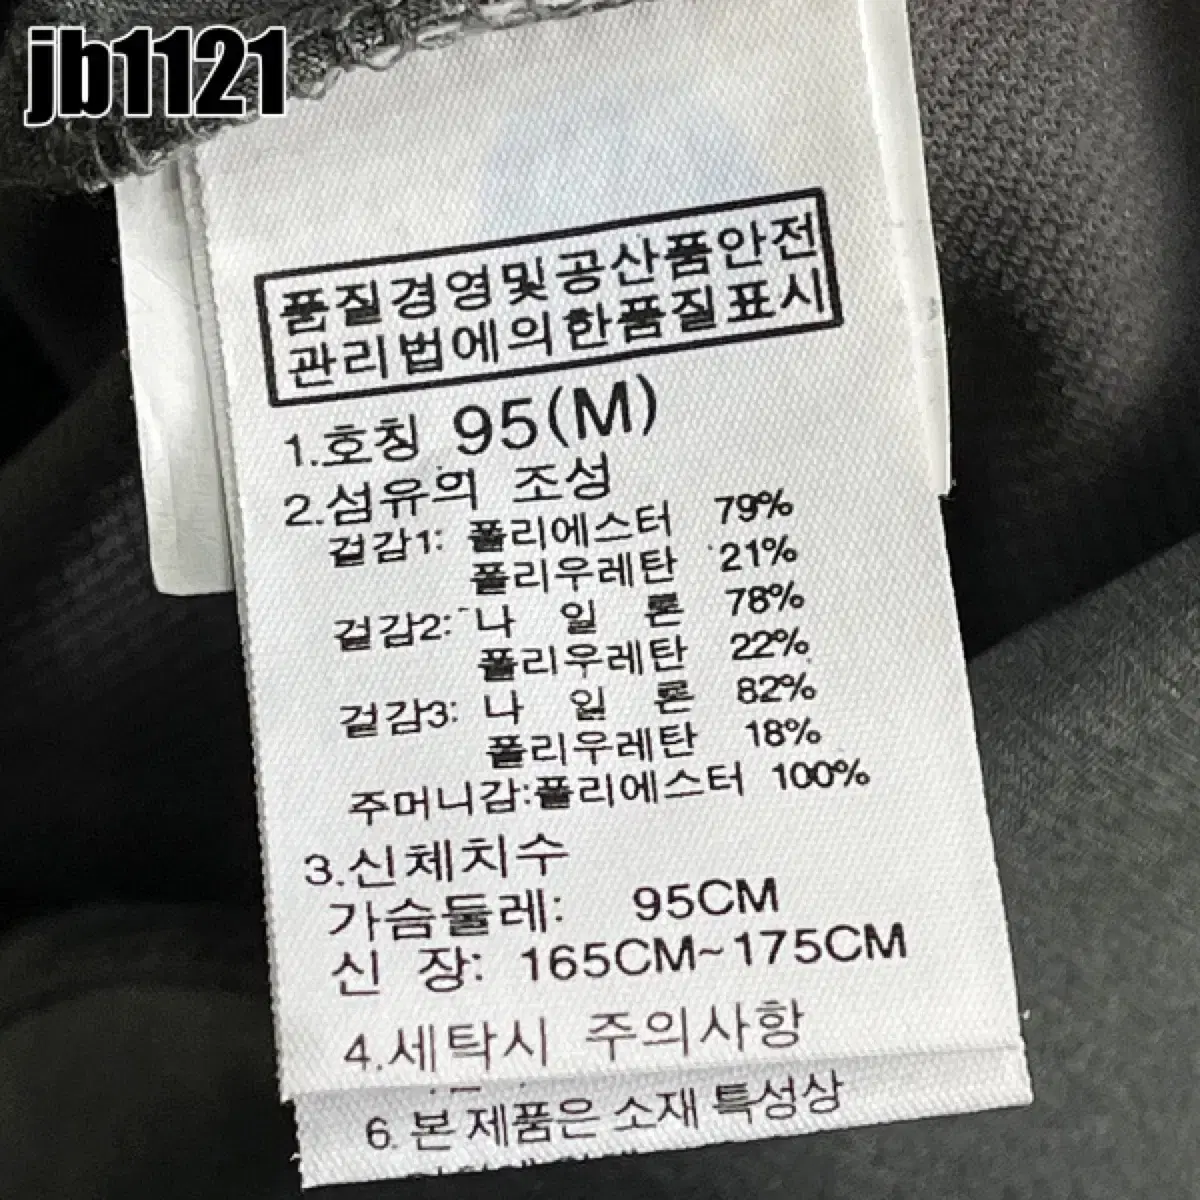 jb1121
품질경영및공산품안전
관리법에의한품질표시
1.호칭 95(M)
2.섬유의 조성
겉감1: 폴리에스터 79%
폴리우레탄 21%
겉감2: 나 일 론 78%
폴리우레탄 22%
겉감3: 나 일 론 82%
폴리우레탄 18%
주머니감:폴리에스터 100%
3.신체치수
가슴둘레: 95CM
신 장: 165CM~175CM
4.세탁시 주의사항
6.본제품은 소재 특성상